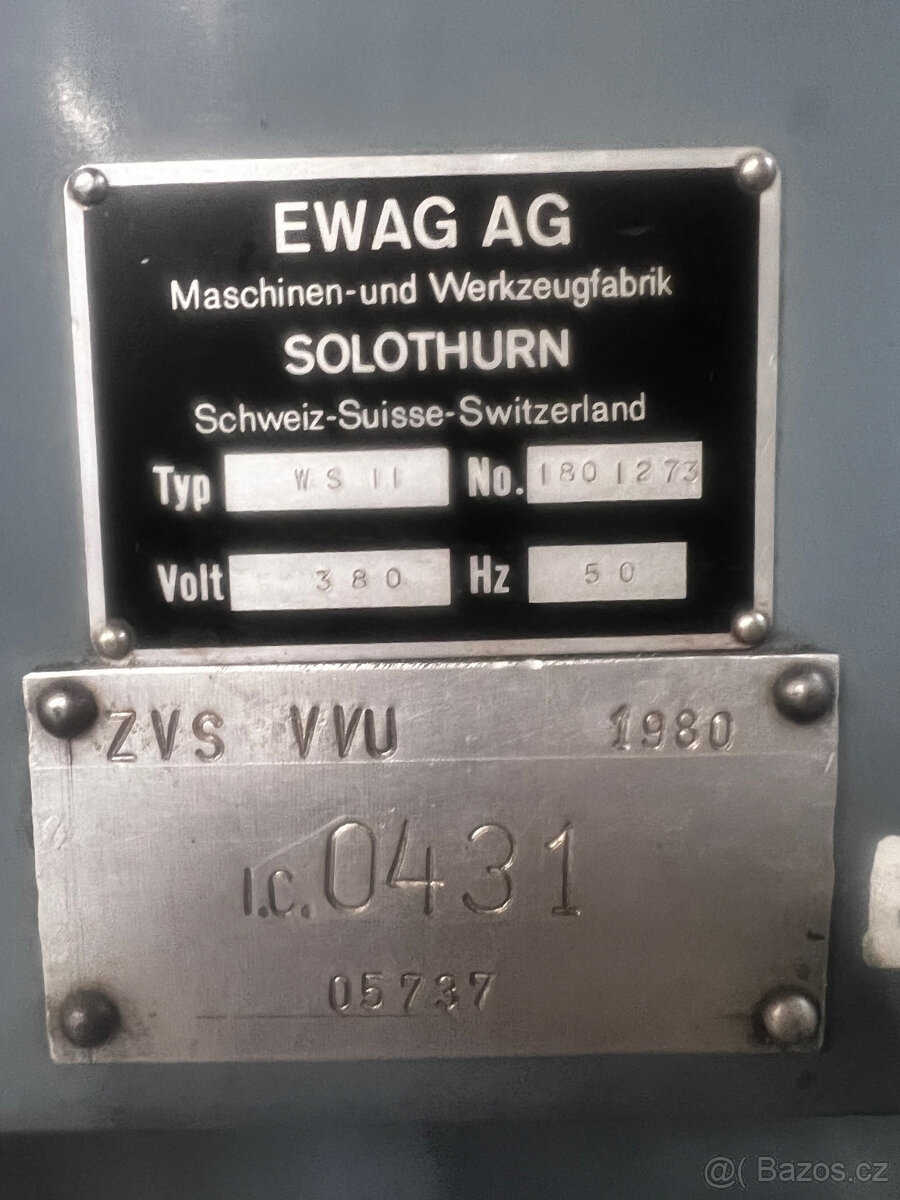 EWAG AG
Maschinen-und Werkzeugfabrik
SOLOTHURN
Schweiz-Suisse-Switzerland
Typ WS 11 No. 1801273
Volt 380 Hz 50
ZVS VVU 1980
I.C. 0431
05737
@( Bazos.cz